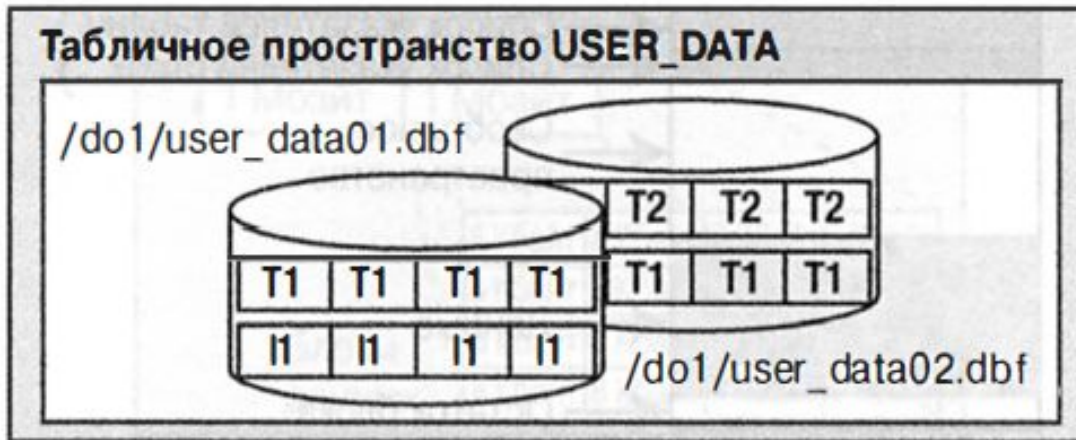 Табличное пространство USER_DATA
/do1/user_data01.dbf
T2 T2 T2
T1 T1 T1
T1 T1 T1 T1
I1 I1 I1 I1
/do1/user_data02.dbf